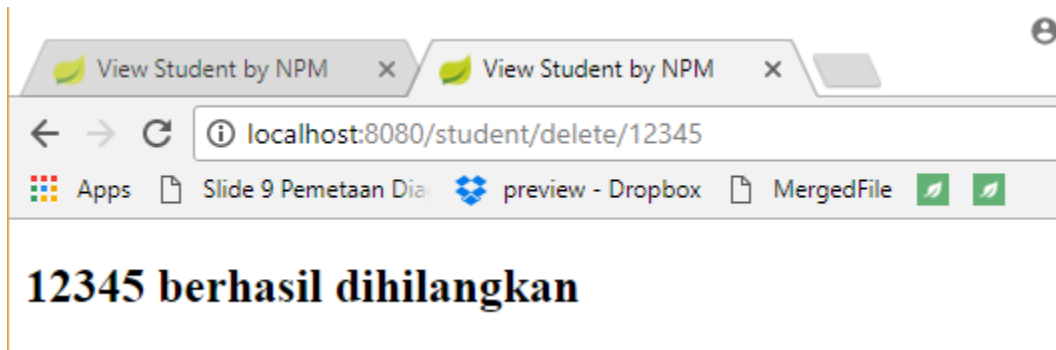 View Student by NPM View Student by NPM
localhost:8080/student/delete/12345
Apps Slide 9 Pemetaan Dia preview - Dropbox MergedFile
12345 berhasil dihilangkan